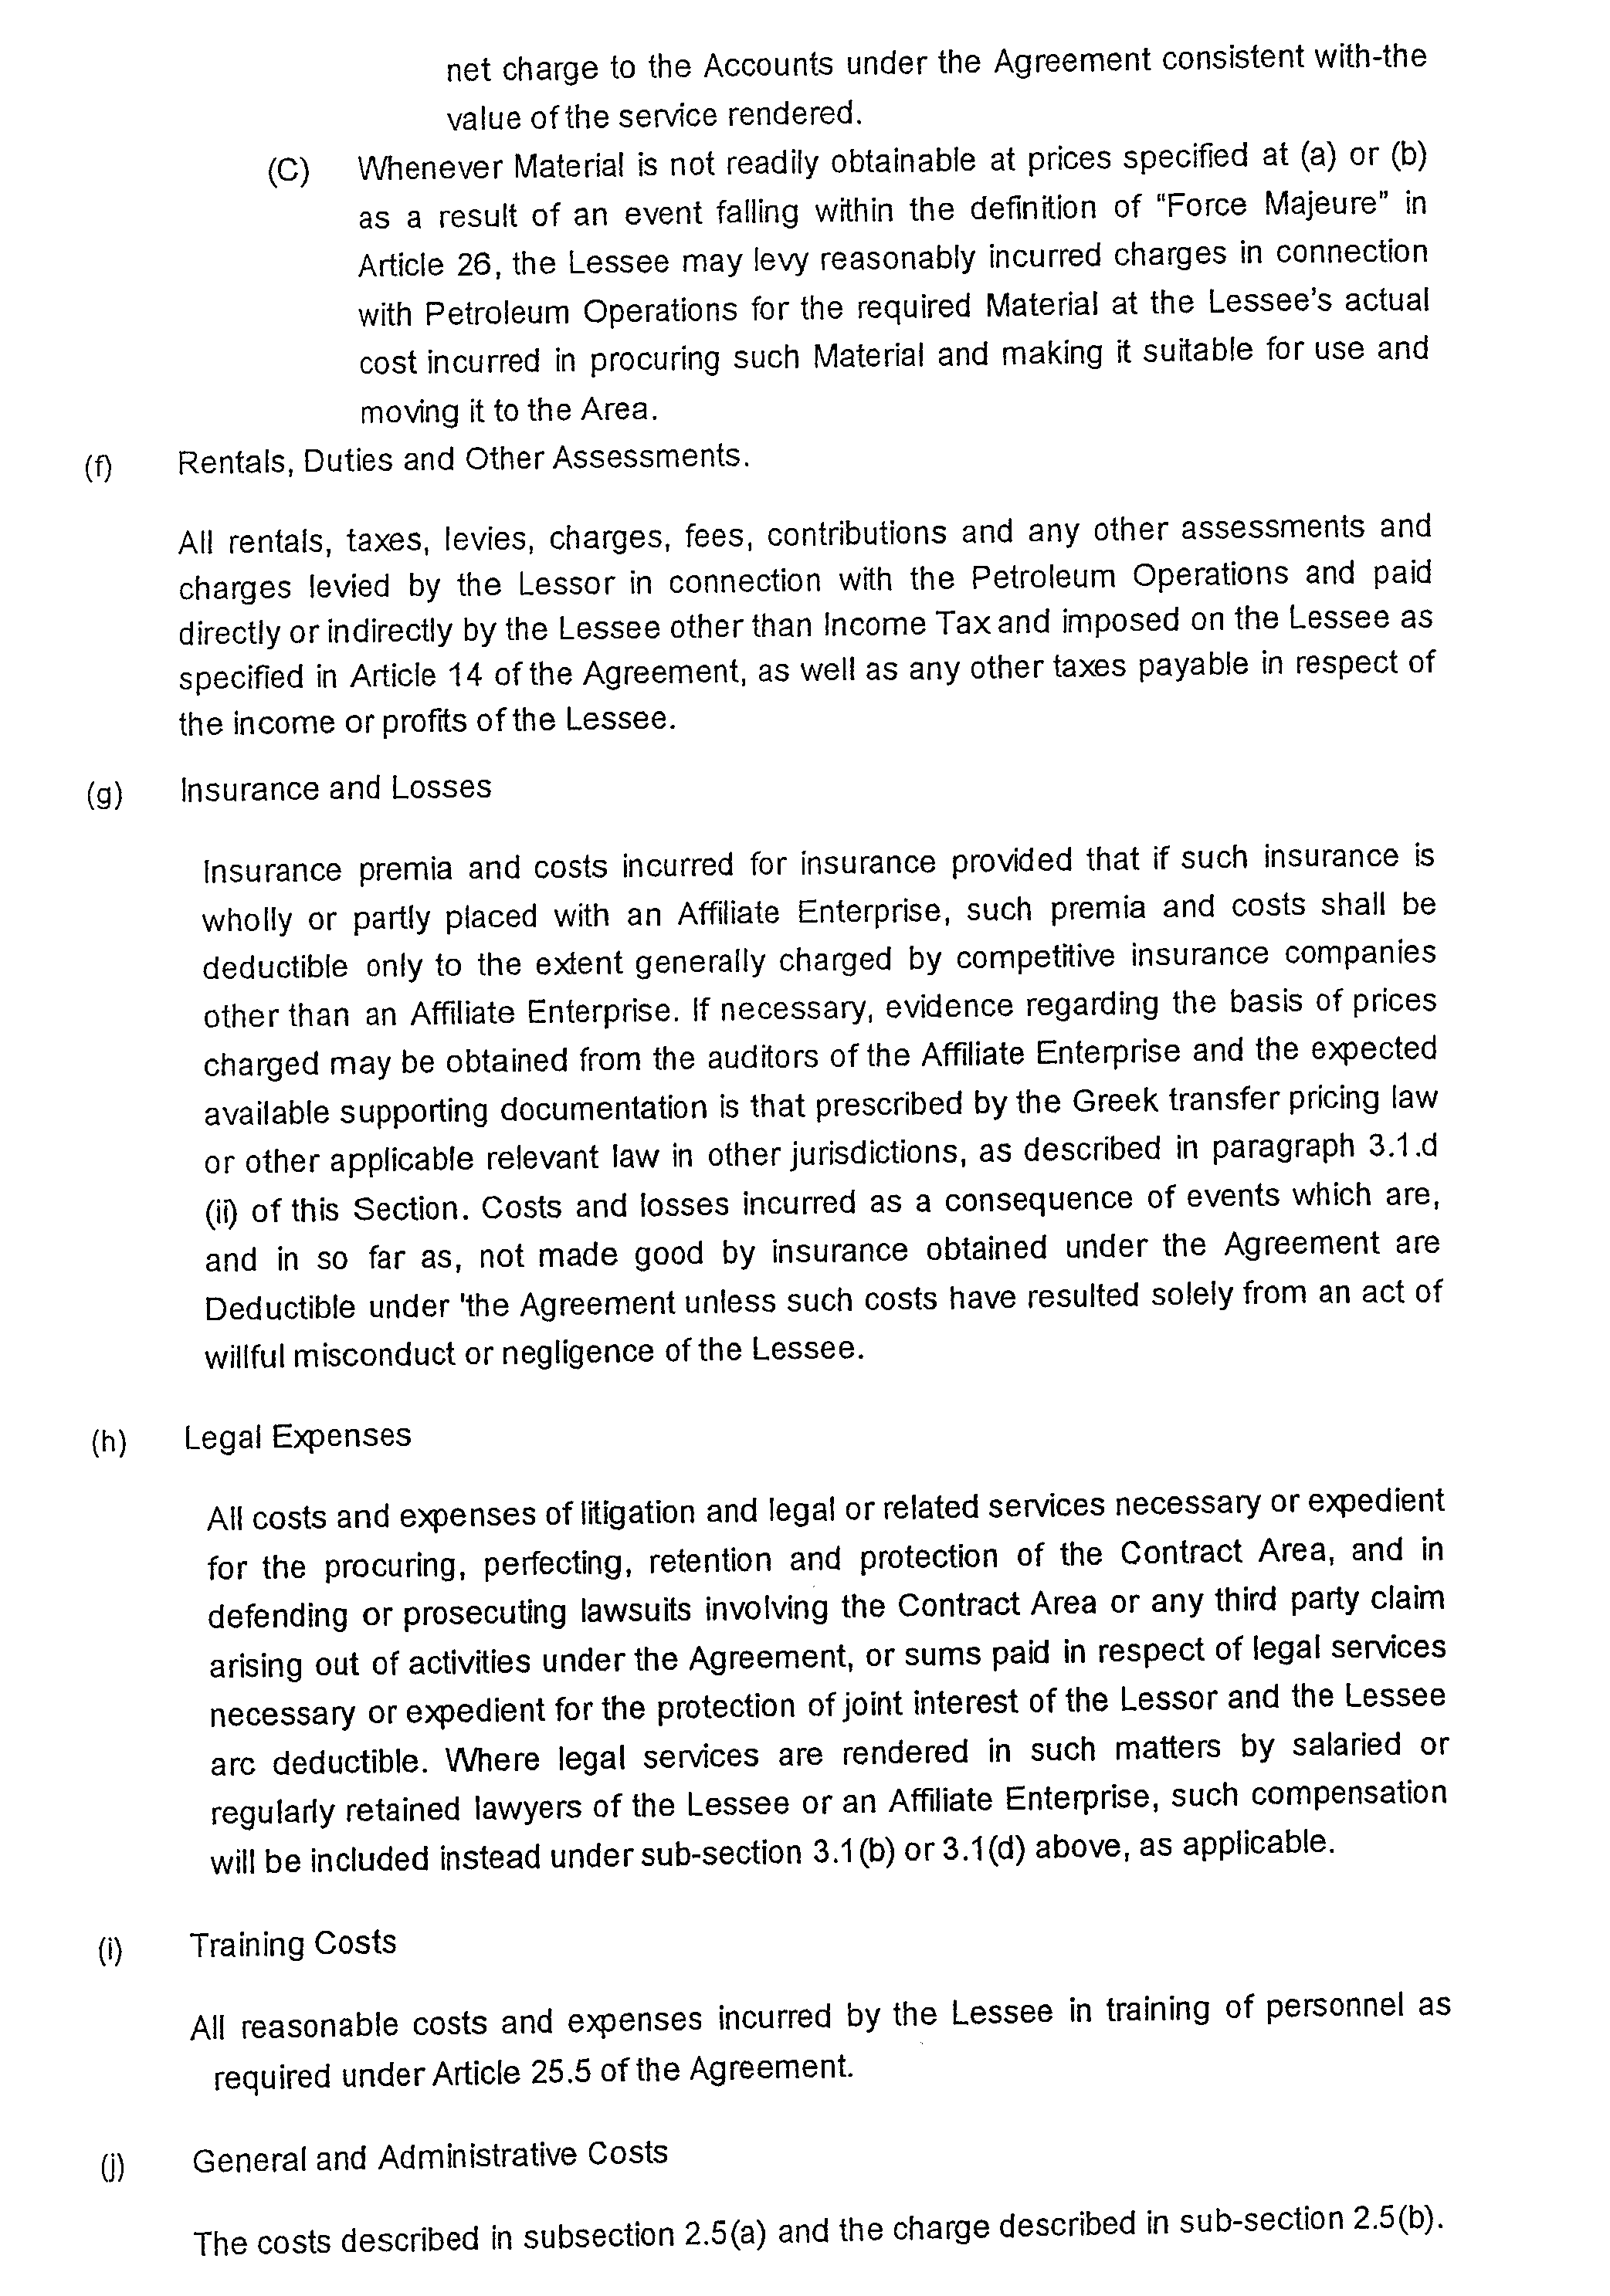 net charge to the Accounts under the Agreement consistent with-the
value of the service rendered.
(C) Whenever Material is not readily obtainable at prices specified at (a) or (b)
as a result of an event falling within the definition of "Force Majeure" in
Article 26, the Lessee may levy reasonably incurred charges in connection
with Petroleum Operations for the required Material at the Lessee's actual
cost incurred in procuring such Material and making it suitable for use and
moving it to the Area.
(f) Rentals, Duties and Other Assessments.
All rentals, taxes, levies, charges, fees, contributions and any other assessments and
charges levied by the Lessor in connection with the Petroleum Operations and paid
directly or indirectly by the Lessee other than Income Tax and imposed on the Lessee as
specified in Article 14 of the Agreement, as well as any other taxes payable in respect of
the income or profits of the Lessee.
(g) Insurance and Losses
Insurance premia and costs incurred for insurance provided that if such insurance is
wholly or partly placed with an Affiliate Enterprise, such premia and costs shall be
deductible only to the extent generally charged by competitive insurance companies
other than an Affiliate Enterprise. If necessary, evidence regarding the basis of prices
charged may be obtained from the auditors of the Affiliate Enterprise and the expected
available supporting documentation is that prescribed by the Greek transfer pricing law
or other applicable relevant law in other jurisdictions, as described in paragraph 3.1.d
(ii) of this Section. Costs and losses incurred as a consequence of events which are,
and in so far as, not made good by insurance obtained under the Agreement are
Deductible under 'the Agreement unless such costs have resulted solely from an act of
willful misconduct or negligence of the Lessee.
(h) Legal Expenses
All costs and expenses of litigation and legal or related services necessary or expedient
for the procuring, perfecting, retention and protection of the Contract Area, and in
defending or prosecuting lawsuits involving the Contract Area or any third party claim
arising out of activities under the Agreement, or sums paid in respect of legal services
necessary or expedient for the protection of joint interest of the Lessor and the Lessee
arc deductible. Where legal services are rendered in such matters by salaried or
regularly retained lawyers of the Lessee or an Affiliate Enterprise, such compensation
will be included instead under sub-section 3.1(b) or 3.1(d) above, as applicable.
(i) Training Costs
All reasonable costs and expenses incurred by the Lessee in training of personnel as
required under Article 25.5 of the Agreement.
(j) General and Administrative Costs
The costs described in subsection 2.5(a) and the charge described in sub-section 2.5(b).